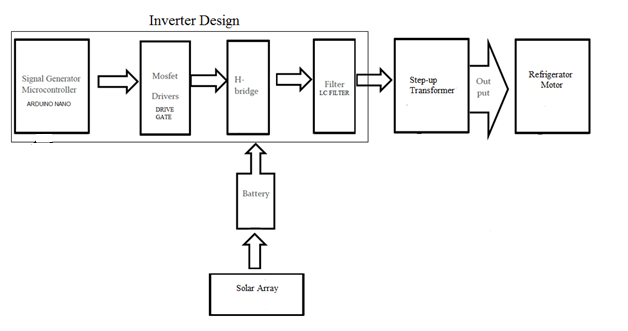 Inverter Design
Signal Generator
Microcontroller
ARDUINO NANO
Mosfet
Drivers
DRIVE
GATE
H-
bridge
Filter
LC FILTER
Step-up
Transformer
Out
put
Refrigerator
Motor
Battery
Solar Array